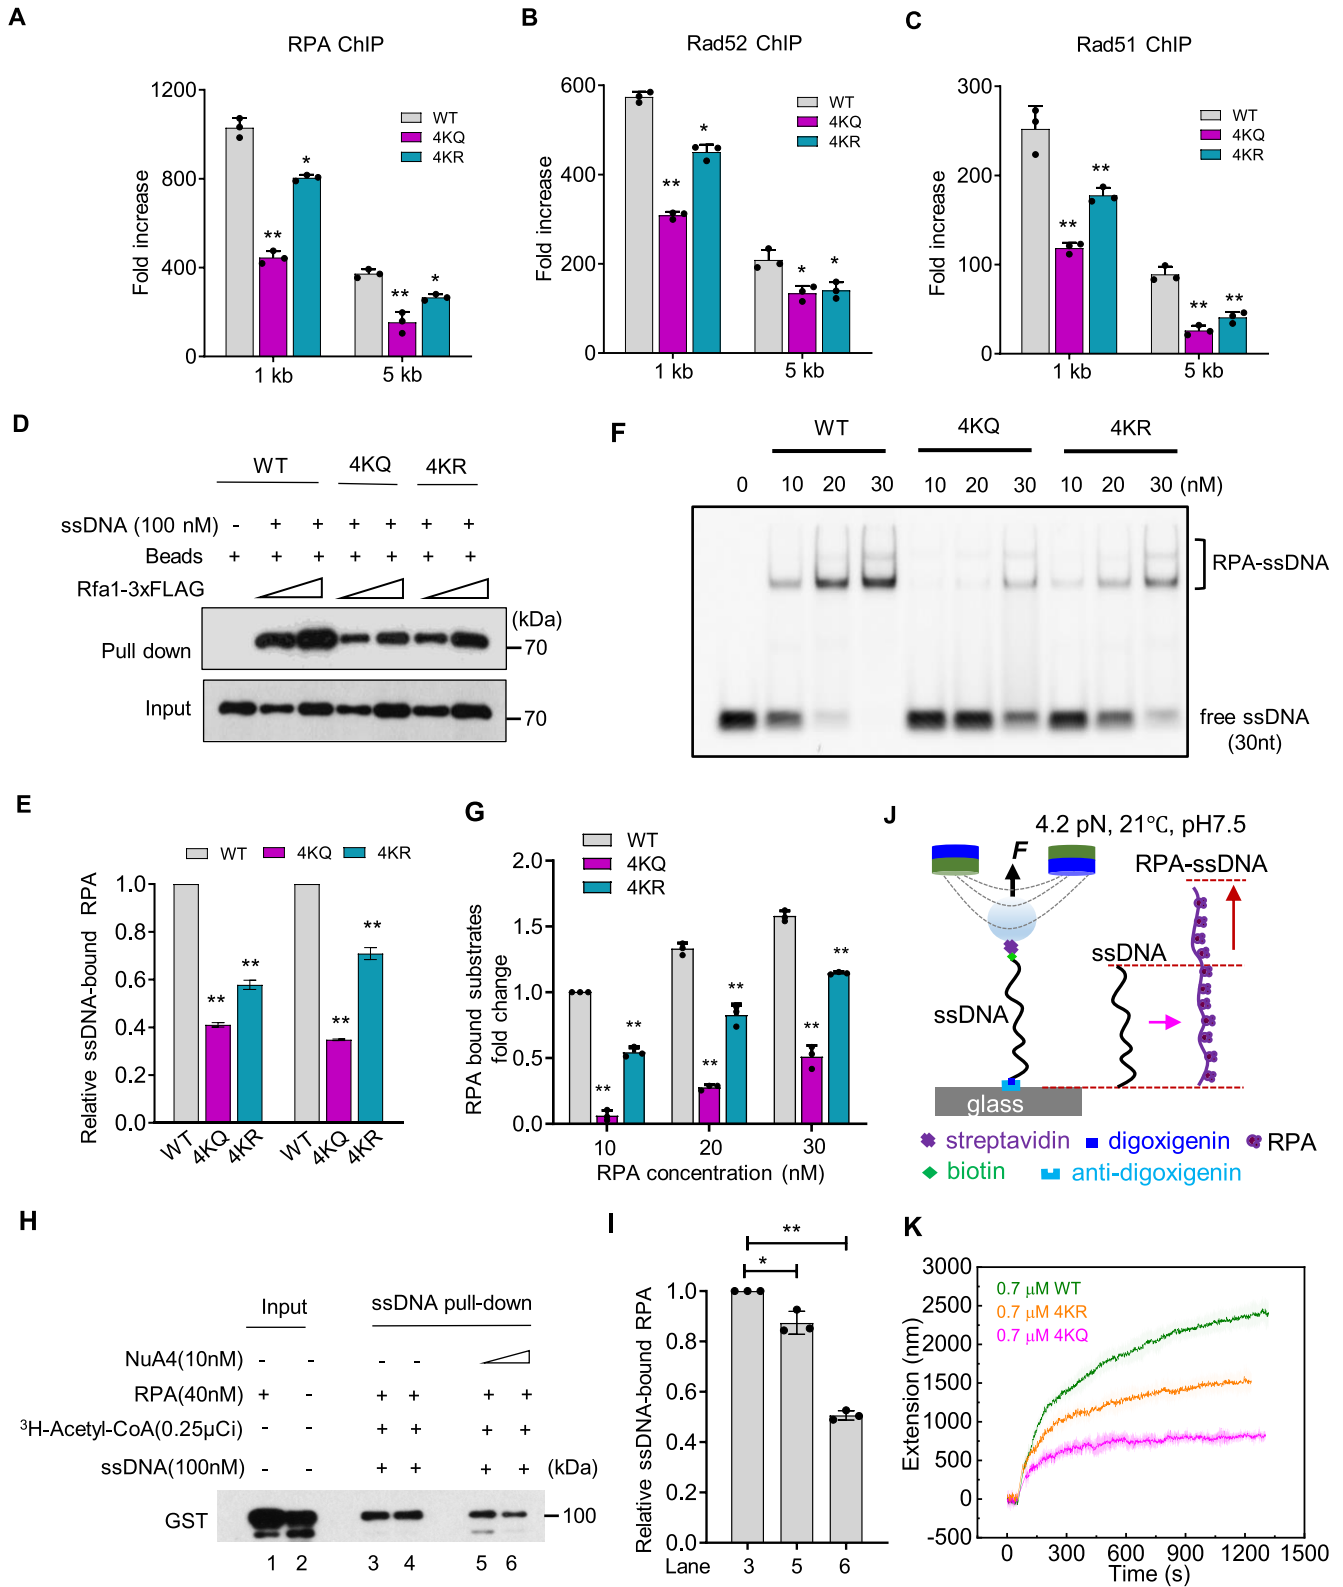 A
RPA ChIP
Fold increase
1200
800
400
0
WT
4KQ
4KR
**
*
**
*
1 kb
5 kb
B
Rad52 ChIP
Fold increase
600
400
200
0
WT
4KQ
4KR
**
*
*
*
1 kb
5 kb
C
Rad51 ChIP
Fold increase
300
200
100
0
WT
4KQ
4KR
**
**
**
**
1 kb
5 kb
D
WT 4KQ 4KR
ssDNA (100 nM) - + + + + + +
Beads + + + + + + +
Rfa1-3xFLAG
(kDa)
Pull down
70
Input
70
F
WT 4KQ 4KR
0 10 20 30 10 20 30 10 20 30 (nM)
RPA-ssDNA
free ssDNA
(30nt)
E
WT 4KQ 4KR
Relative ssDNA-bound RPA
1.0
0.8
0.6
0.4
0.2
0.0
**
**
**
**
WT 4KQ 4KR WT 4KQ 4KR
G
WT
4KQ
4KR
RPA bound substrates
fold change
2.0
1.5
1.0
0.5
0.0
**
**
**
**
**
**
10 20 30
RPA concentration (nM)
J
4.2 pN, 21℃, pH7.5
F
RPA-ssDNA
ssDNA
ssDNA
glass
streptavidin
digoxigenin
RPA
biotin
anti-digoxigenin
H
Input
ssDNA pull-down
NuA4(10nM) - - - -
RPA(40nM) + - + + + +
³H-Acetyl-CoA(0.25µCi) - - + + + +
ssDNA(100nM) - - + + + + (kDa)
GST
100
1 2 3 4 5 6
I
**
*
Relative ssDNA-bound RPA
1.0
0.8
0.6
0.4
0.2
0.0
Lane 3 5 6
K
Extension (nm)
3000
2500
2000
1500
1000
500
0
-500
0.7 µM WT
0.7 µM 4KR
0.7 µM 4KQ
0 300 600 900 1200 1500
Time (s)